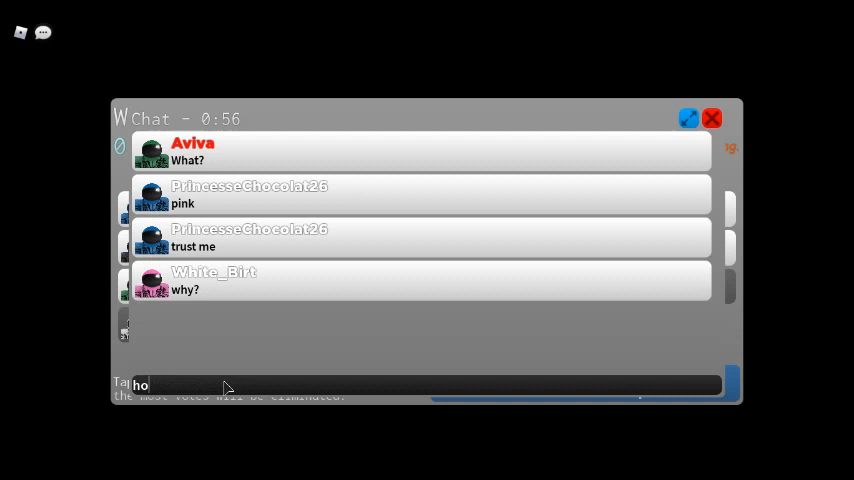 W Chat - 0:56
Aviva
What?
PrincesseChocolat26
pink
PrincesseChocolat26
trust me
White_Birt
why?
ho
Tap
the most votes will be eliminated.